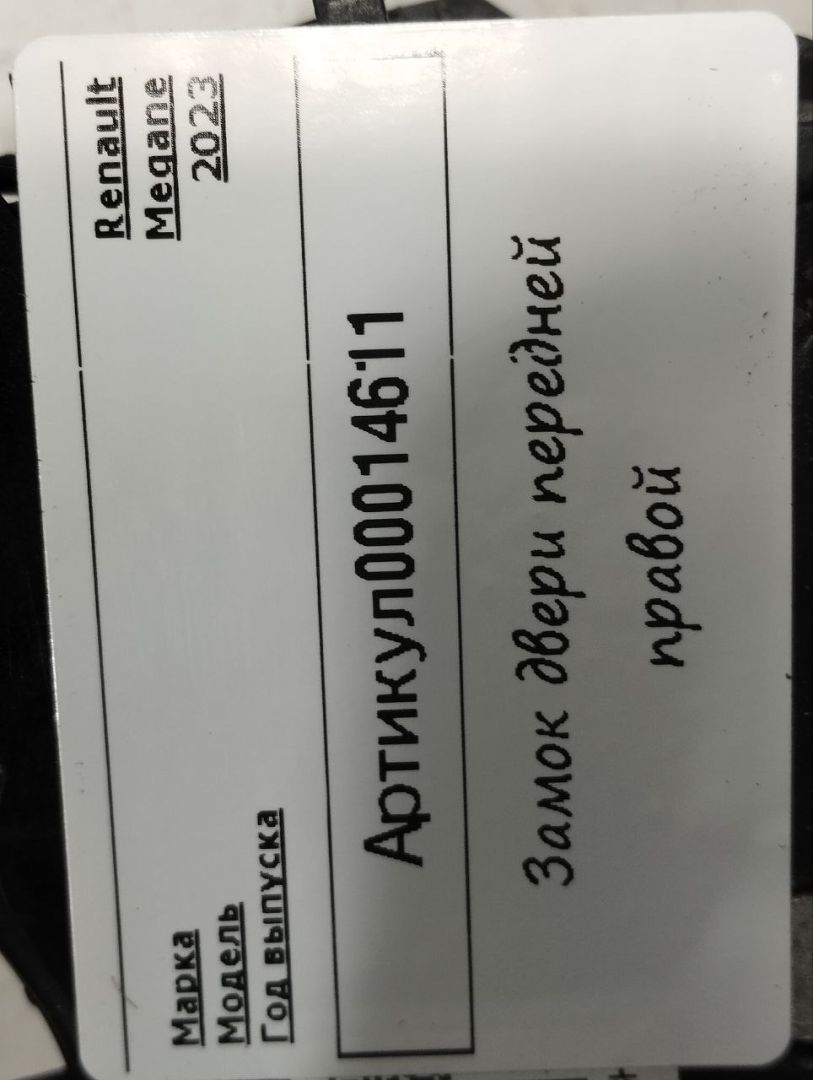 Марка Renault
Модель Megane
Год выпуска 2023
Артикул00014611
Замок двери передней
правой